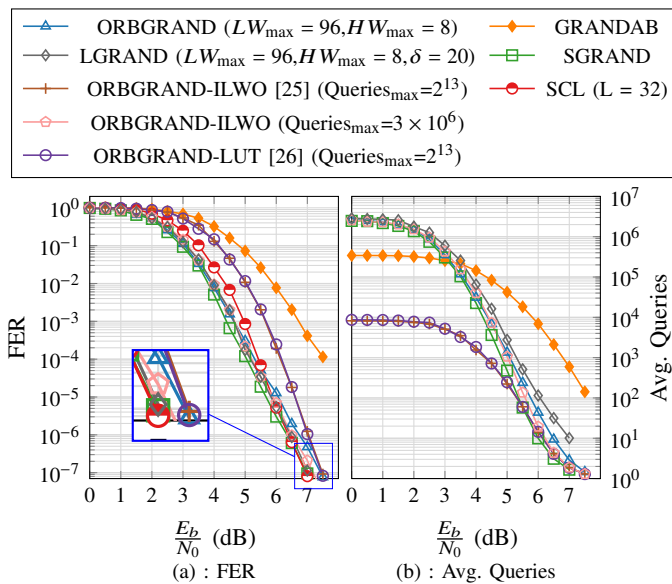 ORBGRAND (LWmax = 96,HWmax = 8)
LGRAND (LWmax = 96,HWmax = 8,δ = 20)
ORBGRAND-ILWO [25] (Queriesmax=2^13)
ORBGRAND-ILWO (Queriesmax=3 × 10^6)
ORBGRAND-LUT [26] (Queriesmax=2^13)
GRANDAB
SGRAND
SCL (L = 32)
FER
10^0
10^−1
10^−2
10^−3
10^−4
10^−5
10^−6
10^−7
0 1 2 3 4 5 6 7
E_b/N_0 (dB)
(a) : FER
0 1 2 3 4 5 6 7
E_b/N_0 (dB)
(b) : Avg. Queries
10^7
10^6
10^5
10^4
10^3
10^2
10^1
10^0
Avg. Queries